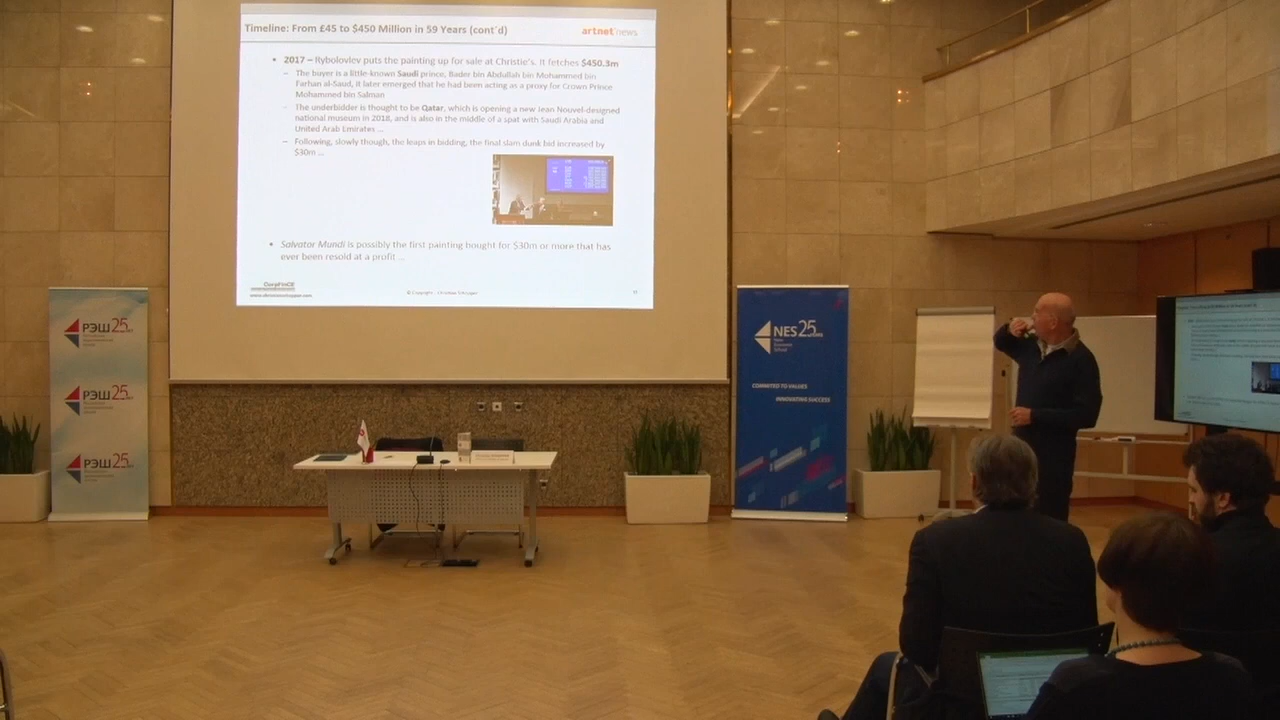 Timeline: From £45 to $450 Million in 59 Years (cont´d)
artnet news
• 2017 – Rybolovlev puts the painting up for sale at Christie's. It fetches $450.3m
– The buyer is a little-known Saudi prince, Bader bin Abdullah bin Mohammed bin
Farhan al-Saud, it later emerged that he had been acting as a proxy for Crown Prince
Mohammed bin Salman
– The underbidder is thought to be Qatar, which is opening a new Jean Nouvel-designed
national museum in 2018, and is also in the middle of a spat with Saudi Arabia and
United Arab Emirates ...
– Following, slowly though, the leaps in bidding, the final slam dunk bid increased by
$30m ...
• Salvator Mundi is possibly the first painting bought for $30m or more that has
ever been resold at a profit ...
CorpFinCE
© Copyright
РЭШ 25
РЭШ 25
РЭШ 25
NES 25
New
Economic
School
COMMITED TO VALUES
INNOVATING SUCCESS